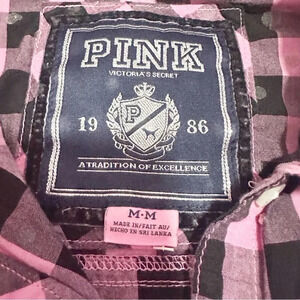 PINK
VICTORIA'S SECRET
P
19 86
A TRADITION OF EXCELLENCE
M·M
MADE IN/FAIT AU/
HECHO EN SRI LANKA